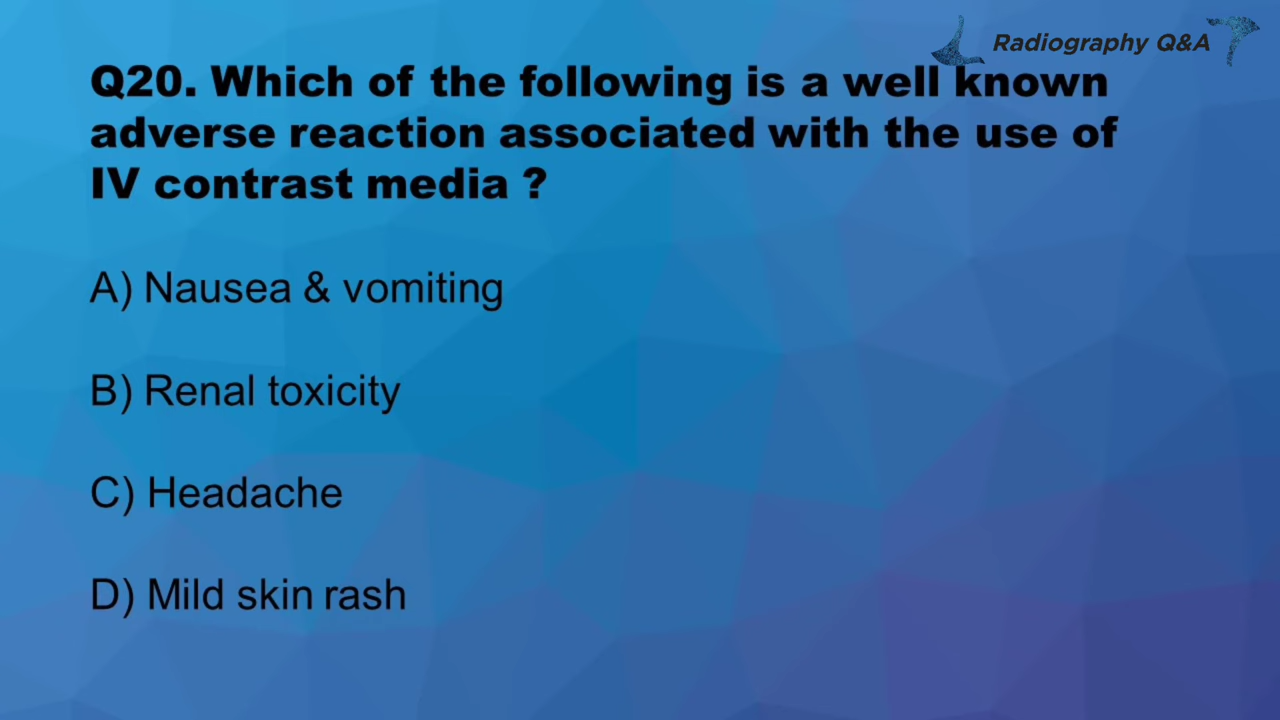 Radiography Q&A
Q20. Which of the following is a well known
adverse reaction associated with the use of
IV contrast media ?
A) Nausea & vomiting
B) Renal toxicity
C) Headache
D) Mild skin rash